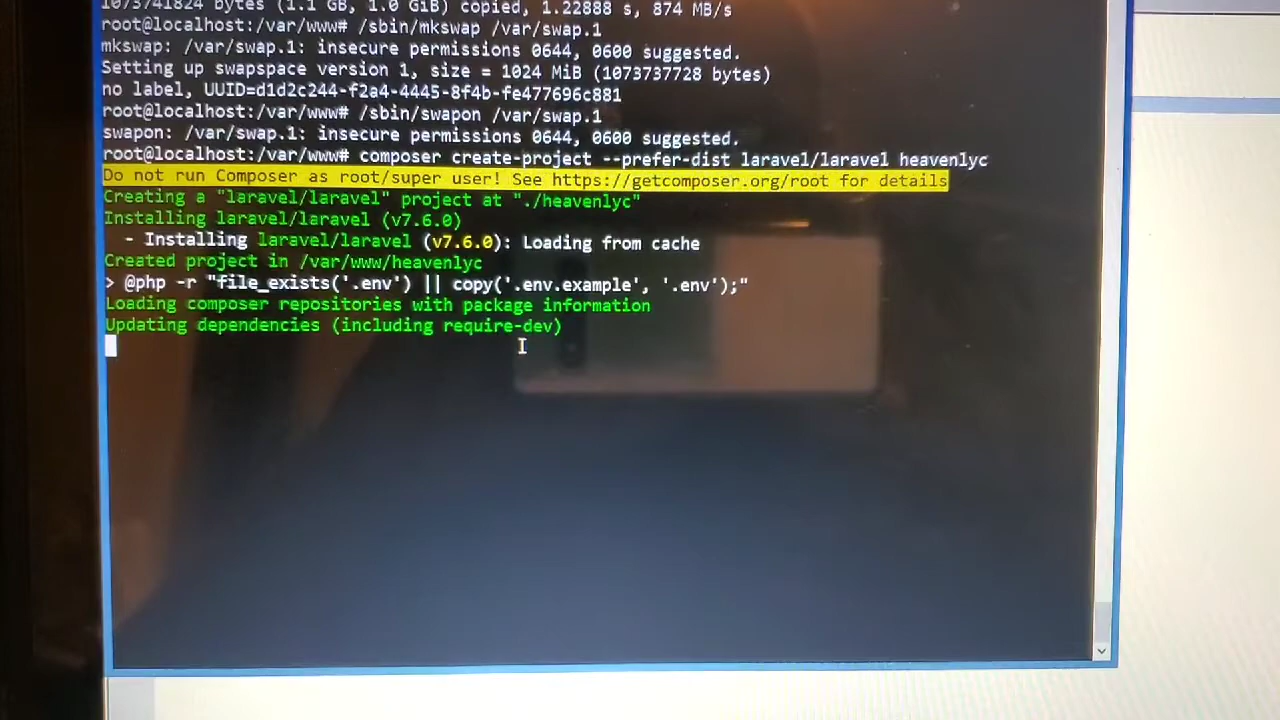 1073741824 bytes (1.1 GB, 1.0 GiB) copied, 1.22888 s, 874 MB/s
root@localhost:/var/www# /sbin/mkswap /var/swap.1
mkswap: /var/swap.1: insecure permissions 0644, 0600 suggested.
Setting up swapspace version 1, size = 1024 MiB (1073737728 bytes)
no label, UUID=d1d2c244-f2a4-4445-8f4b-fe477696c881
root@localhost:/var/www# /sbin/swapon /var/swap.1
swapon: /var/swap.1: insecure permissions 0644, 0600 suggested.
root@localhost:/var/www# composer create-project --prefer-dist laravel/laravel heavenlyc
Do not run Composer as root/super user! See https://getcomposer.org/root for details
Creating a "laravel/laravel" project at "./heavenlyc"
Installing laravel/laravel (v7.6.0)
  - Installing laravel/laravel (v7.6.0): Loading from cache
Created project in /var/www/heavenlyc
> @php -r "file_exists('.env') || copy('.env.example', '.env');"
Loading composer repositories with package information
Updating dependencies (including require-dev)